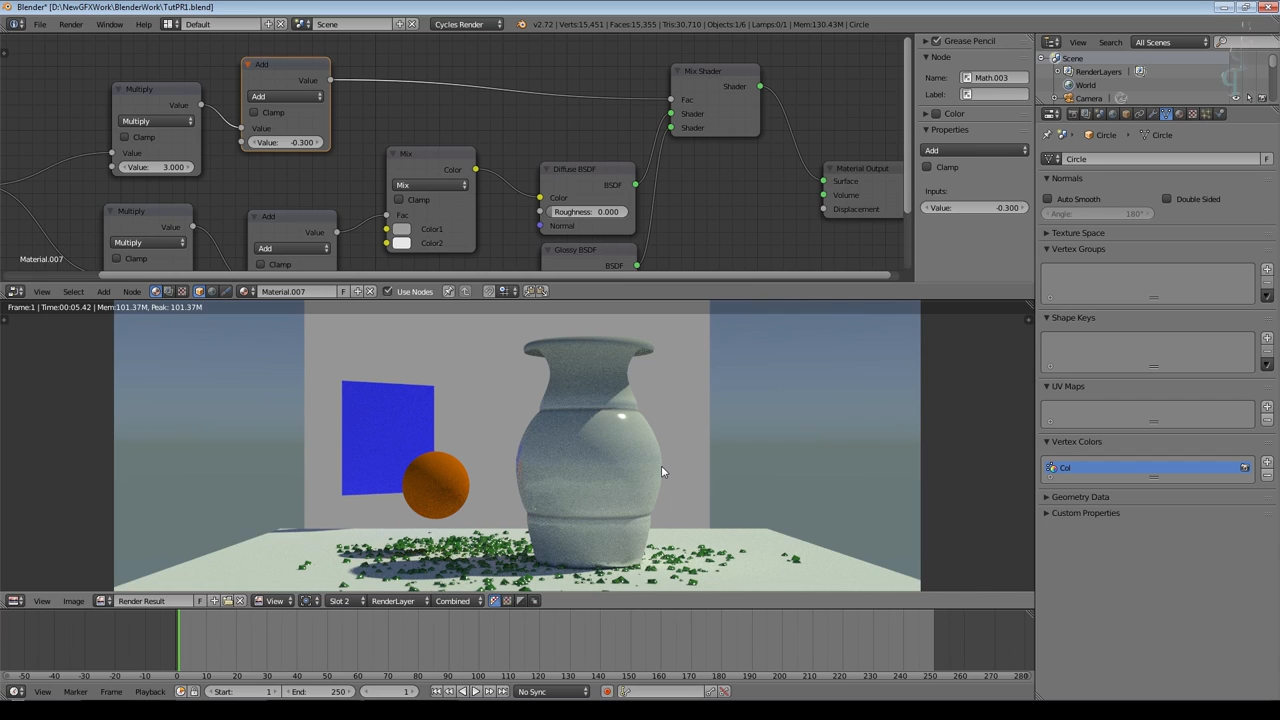 Blender* [D:\NewGFXWork\BlenderWork\TutPR1.blend]
File Render Window Help Default Scene Cycles Render v2.72 | Verts:15,451 | Faces:15,355 | Tris:30,710 | Objects:1/6 | Lamps:0/1 | Mem:130.43M | Circle
Grease Pencil
View Search All Scenes
Scene
RenderLayers
World
Camera
Node
Name: Math.003
Label:
Color
Properties
Add
Clamp
Inputs:
Value: -0.300
Add
Value
Add
Clamp
Value
Value: -0.300
Multiply
Value
Multiply
Clamp
Value
Value: 3.000
Mix Shader
Shader
Fac
Shader
Shader
Mix
Color
Mix
Clamp
Fac
Color1
Color2
Diffuse BSDF
BSDF
Color
Roughness: 0.000
Normal
Glossy BSDF
BSDF
Material Output
Surface
Volume
Displacement
Multiply
Value
Multiply
Clamp
Add
Value
Add
Clamp
Material.007
View Select Add Node Material.007 F Use Nodes
Frame:1 | Time:00:05.42 | Mem:101.37M, Peak: 101.37M
Circle Circle
Circle F
Normals
Auto Smooth Double Sided
Angle: 180°
Texture Space
Vertex Groups
Shape Keys
UV Maps
Vertex Colors
Col
Geometry Data
Custom Properties
View Image Render Result F View Slot 2 RenderLayer Combined
-50 -40 -30 -20 -10 0 10 20 30 40 50 60 70 80 90 100 110 120 130 140 150 160 170 180 190 200 210 220 230 240 250 260 270 280
View Marker Frame Playback Start: 1 End: 250 1 No Sync